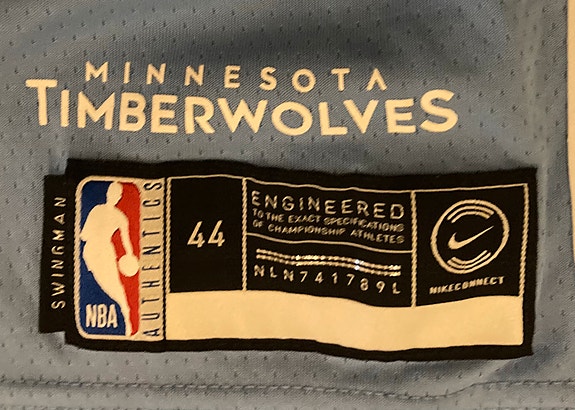 MINNESOTA
TIMBERWOLVES
SWINGMAN
NBA
AUTHENTICS
44
ENGINEERED
TO THE EXACT SPECIFICATIONS
OF CHAMPIONSHIP ATHLETES
NLN741789L
NIKECONNECT